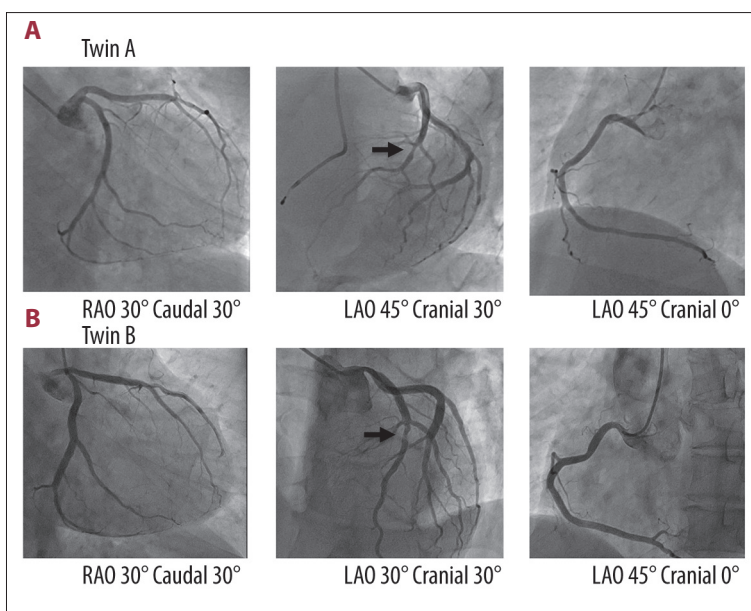 A
Twin A
RAO 30° Caudal 30°
LAO 45° Cranial 30°
LAO 45° Cranial 0°
B
Twin B
RAO 30° Caudal 30°
LAO 30° Cranial 30°
LAO 45° Cranial 0°